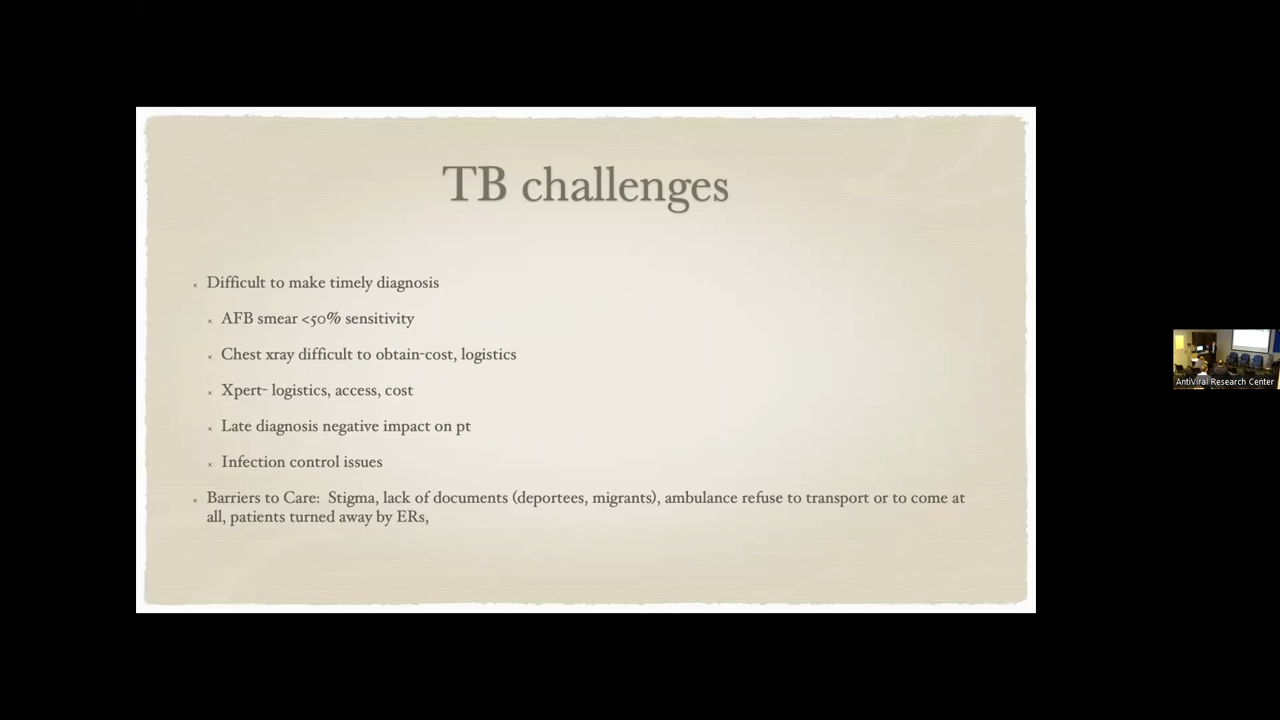 TB challenges
Difficult to make timely diagnosis
AFB smear <50% sensitivity
Chest xray difficult to obtain-cost, logistics
Xpert- logistics, access, cost
Late diagnosis negative impact on pt
Infection control issues
Barriers to Care: Stigma, lack of documents (deportees, migrants), ambulance refuse to transport or to come at
all, patients turned away by ERs,
AntiViral Research Center